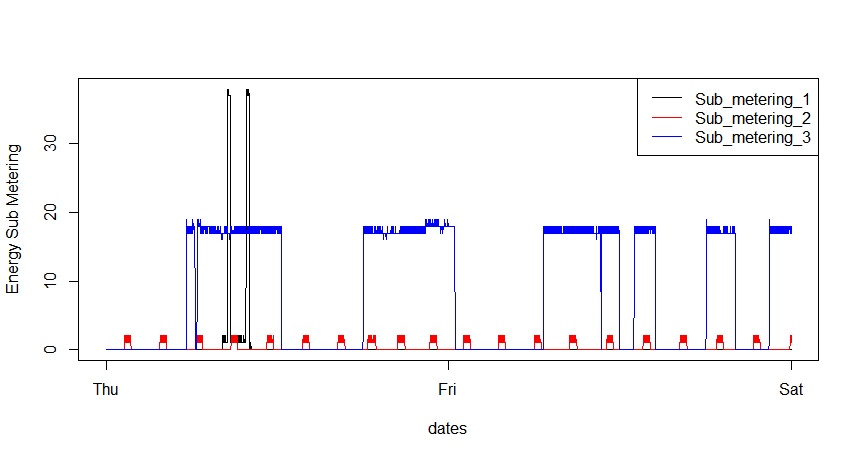 Sub_metering_1
Sub_metering_2
Sub_metering_3
Energy Sub Metering
30
20
10
0
Thu
Fri
Sat
dates